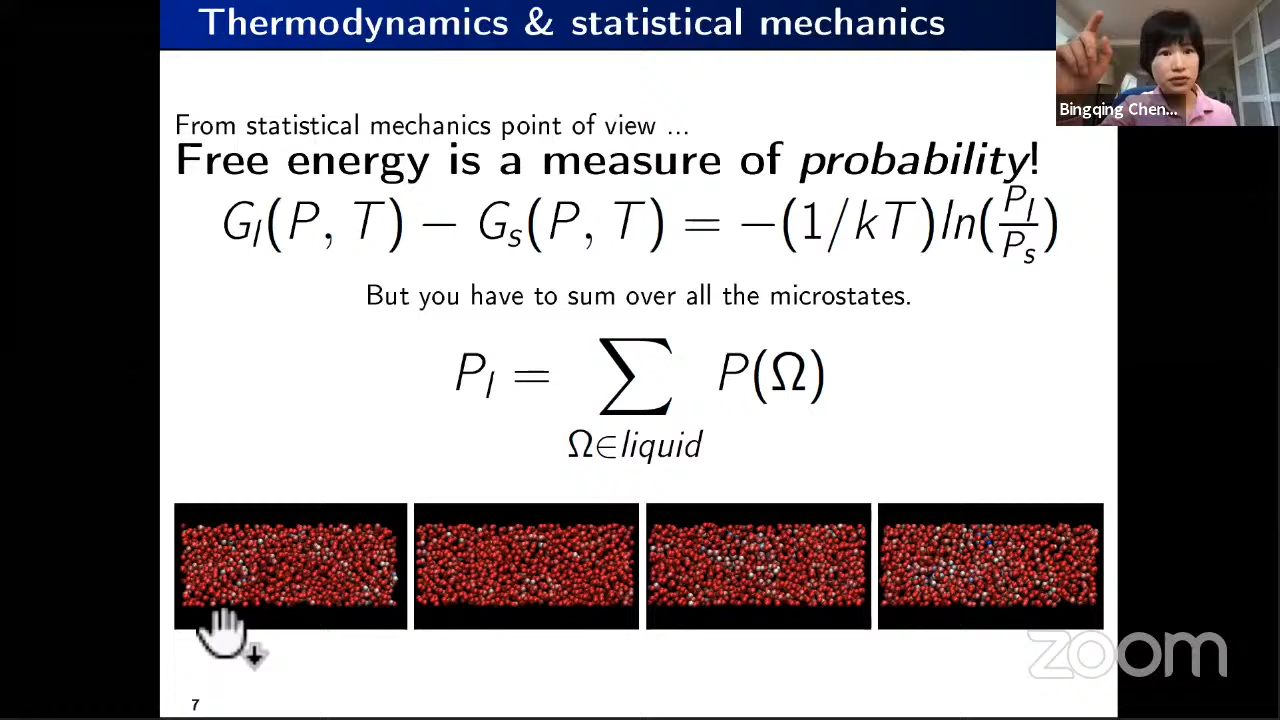 Thermodynamics & statistical mechanics
Bingqing Chen...
From statistical mechanics point of view ...
Free energy is a measure of probability!
G_l(P, T) − G_s(P, T) = −(1/kT)ln(P_l/P_s)
But you have to sum over all the microstates.
P_l = ∑ P(Ω)
Ω∈liquid
zoom
7